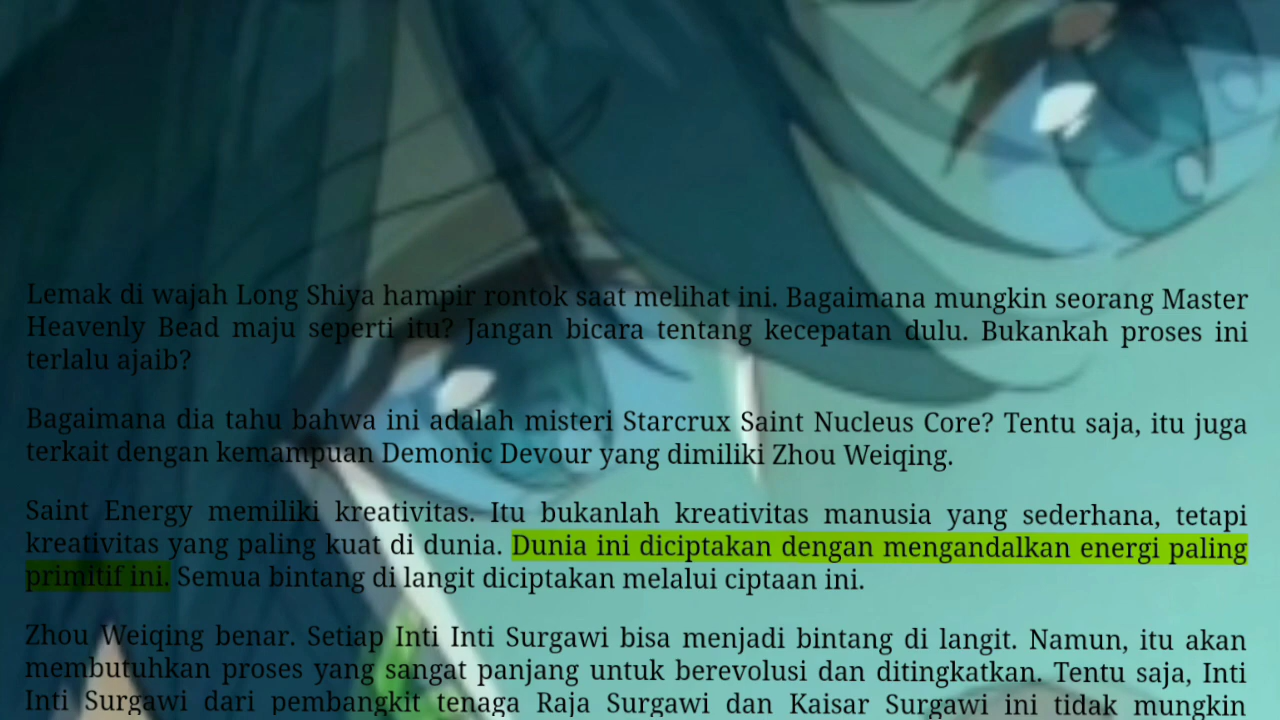 Lemak di wajah Long Shiya hampir rontok saat melihat ini. Bagaimana mungkin seorang Master
Heavenly Bead maju seperti itu? Jangan bicara tentang kecepatan dulu. Bukankah proses ini
terlalu ajaib?
Bagaimana dia tahu bahwa ini adalah misteri Starcrux Saint Nucleus Core? Tentu saja, itu juga
terkait dengan kemampuan Demonic Devour yang dimiliki Zhou Weiqing.
Saint Energy memiliki kreativitas. Itu bukanlah kreativitas manusia yang sederhana, tetapi
kreativitas yang paling kuat di dunia. Dunia ini diciptakan dengan mengandalkan energi paling
primitif ini. Semua bintang di langit diciptakan melalui ciptaan ini.
Zhou Weiqing benar. Setiap Inti Inti Surgawi bisa menjadi bintang di langit. Namun, itu akan
membutuhkan proses yang sangat panjang untuk berevolusi dan ditingkatkan. Tentu saja, Inti
Inti Surgawi dari pembangkit tenaga Raja Surgawi dan Kaisar Surgawi ini tidak mungkin